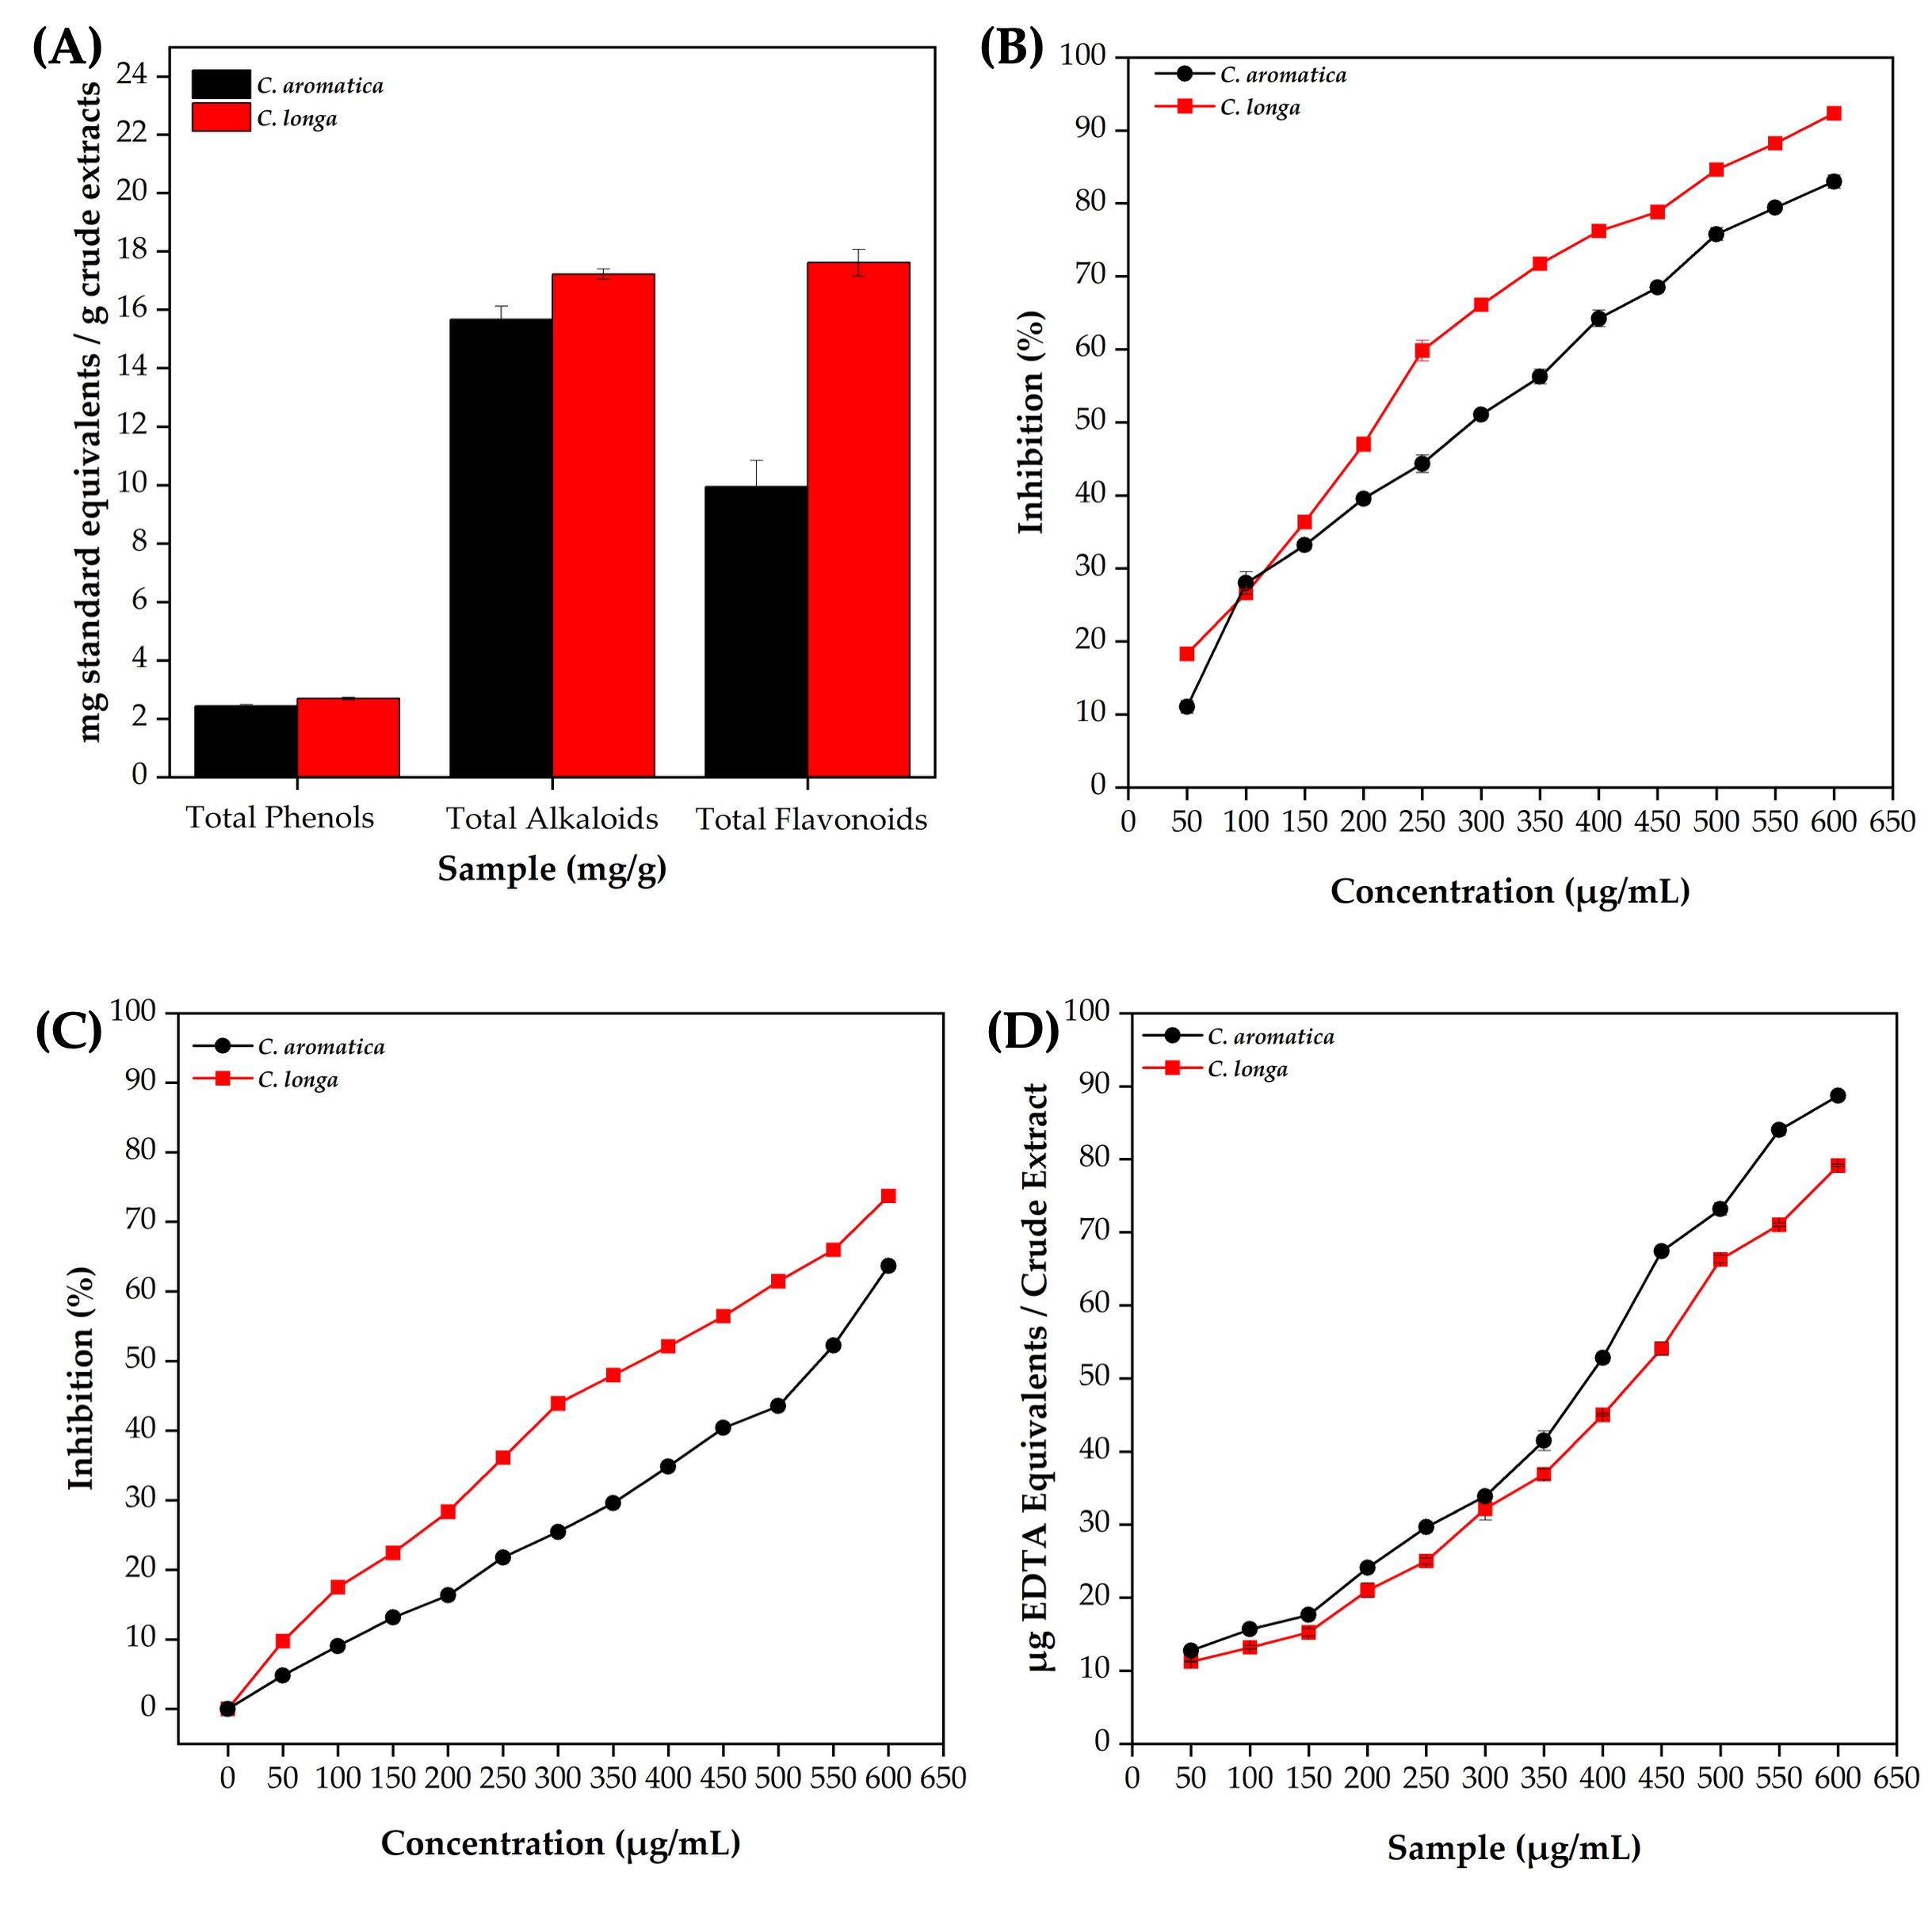 (A)
24
22
20
18
16
14
12
10
8
6
4
2
0
mg standard equivalents / g crude extracts
C. aromatica
C. longa
Total Phenols Total Alkaloids Total Flavonoids
Sample (mg/g)
(B)
100
90
80
70
60
50
40
30
20
10
0
Inhibition (%)
C. aromatica
C. longa
0 50 100 150 200 250 300 350 400 450 500 550 600 650
Concentration (µg/mL)
(C)
100
90
80
70
60
50
40
30
20
10
0
Inhibition (%)
C. aromatica
C. longa
0 50 100 150 200 250 300 350 400 450 500 550 600 650
Concentration (µg/mL)
(D)
100
90
80
70
60
50
40
30
20
10
0
µg EDTA Equivalents / Crude Extract
C. aromatica
C. longa
0 50 100 150 200 250 300 350 400 450 500 550 600 650
Sample (µg/mL)